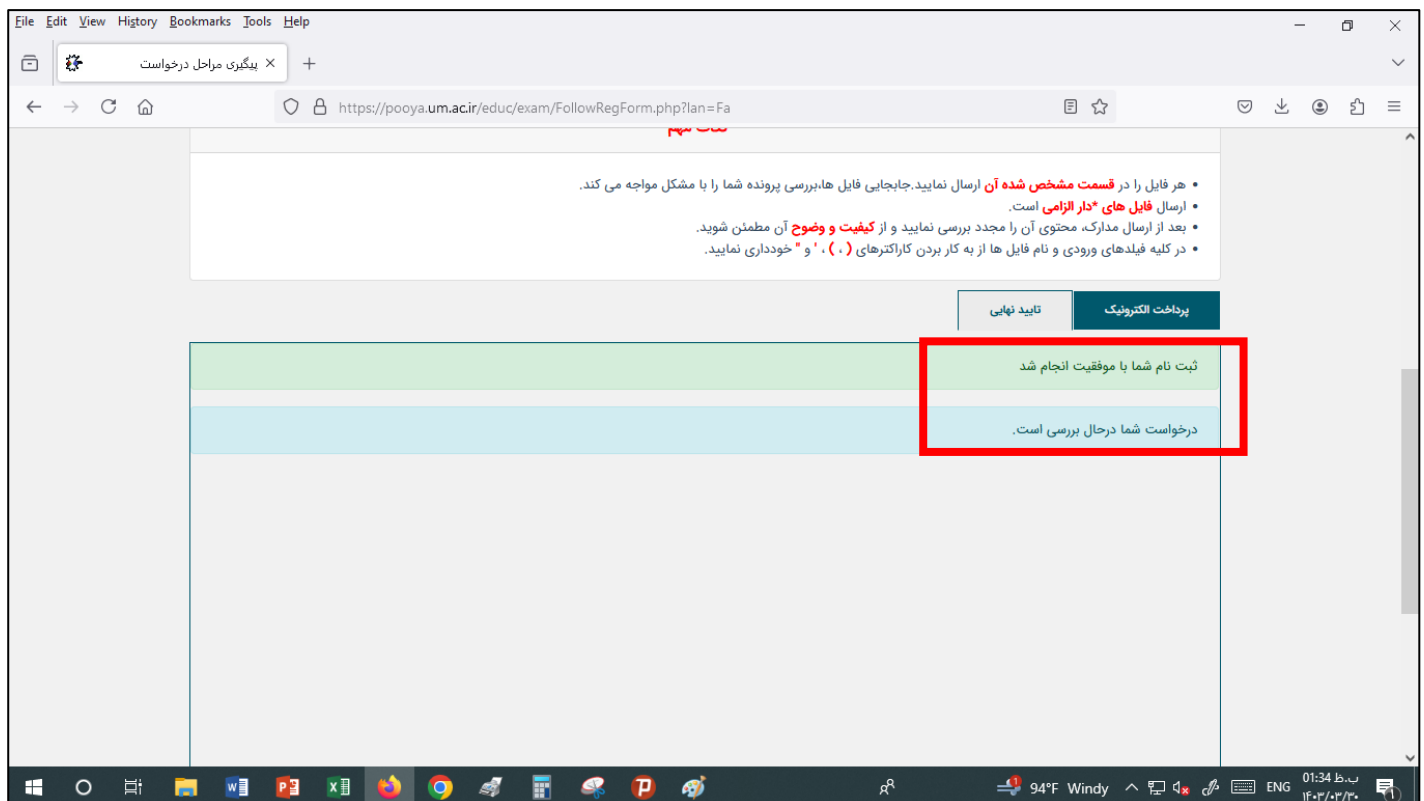 File Edit View History Bookmarks Tools Help
پیگیری مراحل درخواست
https://pooya.um.ac.ir/educ/exam/FollowRegForm.php?lan=Fa
نکات مهم
• هر فایل را در قسمت مشخص شده آن ارسال نمایید.جابجایی فایل ها،بررسی پرونده شما را با مشکل مواجه می کند.
• ارسال فایل های *دار الزامی است.
• بعد از ارسال مدارک، محتوی آن را مجدد بررسی نمایید و از کیفیت و وضوح آن مطمئن شوید.
• در کلیه فیلدهای ورودی و نام فایل ها از به کار بردن کاراکترهای ( ، ) ، ' و " خودداری نمایید.
پرداخت الکترونیک
تایید نهایی
ثبت نام شما با موفقیت انجام شد
درخواست شما درحال بررسی است.
94°F Windy
ENG
01:34 ب.ظ
۱۴۰۳/۰۳/۳۰